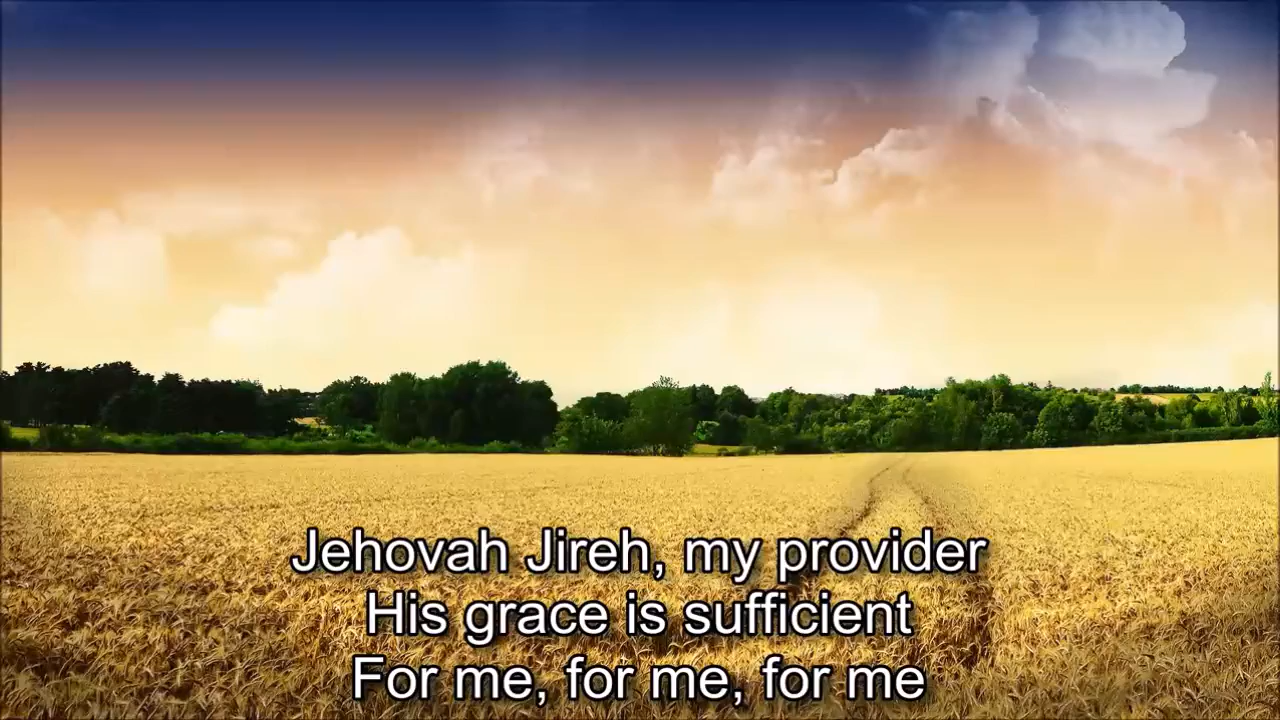 Jehovah Jireh, my provider
His grace is sufficient
For me, for me, for me